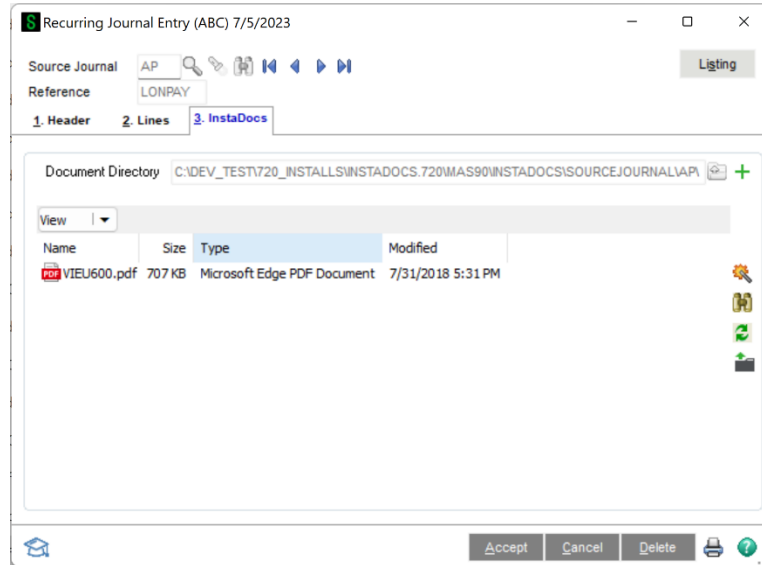 S Recurring Journal Entry (ABC) 7/5/2023
Source Journal AP Listing
Reference LONPAY
1. Header 2. Lines 3. InstaDocs
Document Directory C:\DEV_TEST\720_INSTALLS\INSTADOCS.720\MAS90\INSTADOCS\SOURCEJOURNAL\AP\
View
Name Size Type Modified
PDF VIEU600.pdf 707 KB Microsoft Edge PDF Document 7/31/2018 5:31 PM
Accept Cancel Delete ?